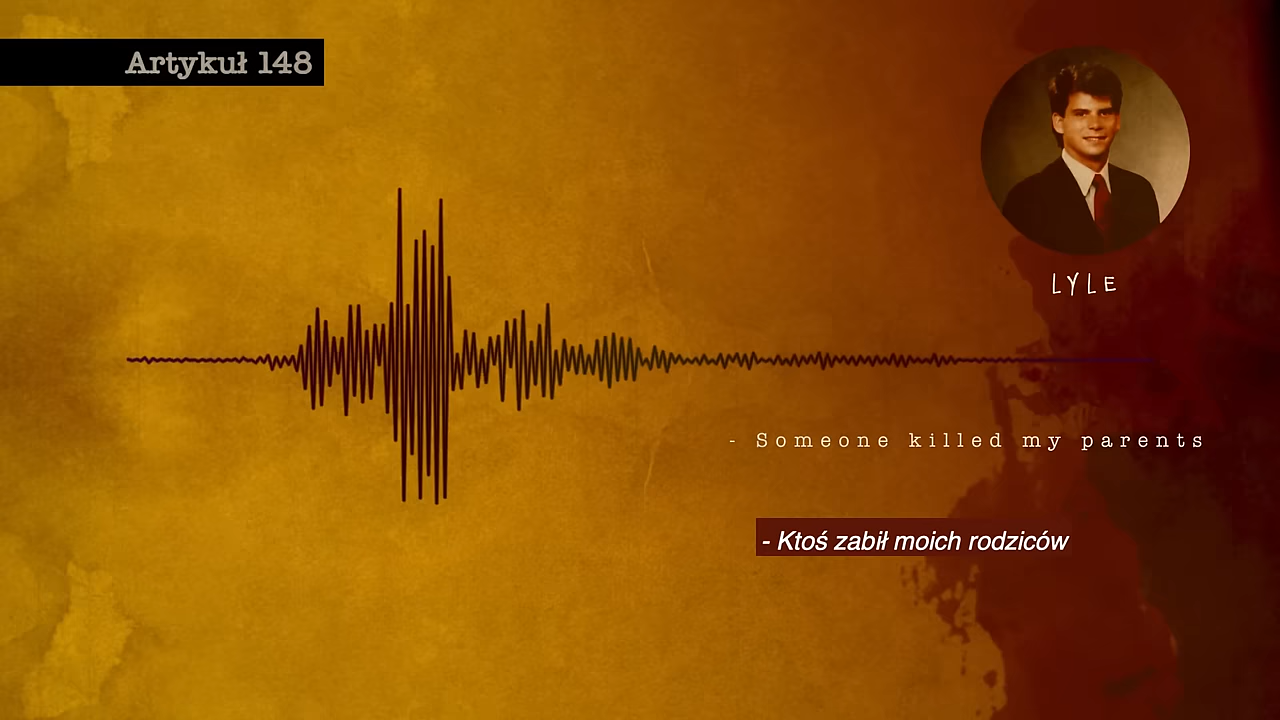 Artykuł 148
LYLE
- Someone killed my parents
- Ktoś zabił moich rodziców